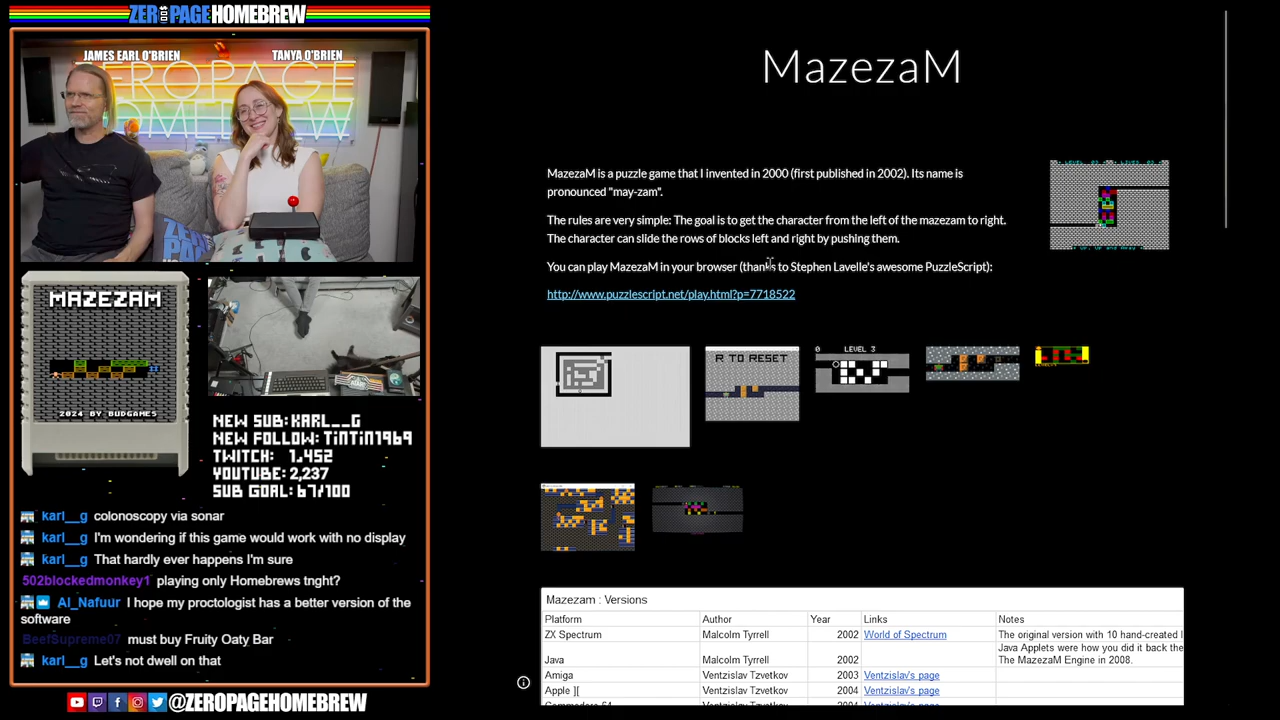 ZEROPAGE HOMEBREW
JAMES EARL O'BRIEN
TANYA O'BRIEN
MAZEZAM
2024 BY BUDGAMES
NEW SUB: KARL__G
NEW FOLLOW: TINTIN1969
TWITCH 1,452
YOUTUBE: 2,237
SUB GOAL: 67/100
karl__g colonoscopy via sonar
karl__g I'm wondering if this game would work with no display
karl__g That hardly ever happens I'm sure
502blockedmonkey1 playing only Homebrews tnght?
Al_Nafuur I hope my proctologist has a better version of the
software
BeefSupreme07 must buy Fruity Oaty Bar
karl__g Let's not dwell on that
@ZEROPAGEHOMEBREW
MazezaM
MazezaM is a puzzle game that I invented in 2000 (first published in 2002). Its name is
pronounced "may-zam".
The rules are very simple: The goal is to get the character from the left of the mazezam to right.
The character can slide the rows of blocks left and right by pushing them.
You can play MazezaM in your browser (thanks to Stephen Lavelle's awesome PuzzleScript):
http://www.puzzlescript.net/play.html?p=7718522
R TO RESET
0 LEVEL 3
Mazezam : Versions
Platform Author Year Links Notes
ZX Spectrum Malcolm Tyrrell 2002 World of Spectrum The original version with 10 hand-created l
Java Applets were how you did it back the
Java Malcolm Tyrrell 2002 The MazezaM Engine in 2008.
Amiga Ventzislav Tzvetkov 2003 Ventzislav's page
Apple ][ Ventzislav Tzvetkov 2004 Ventzislav's page